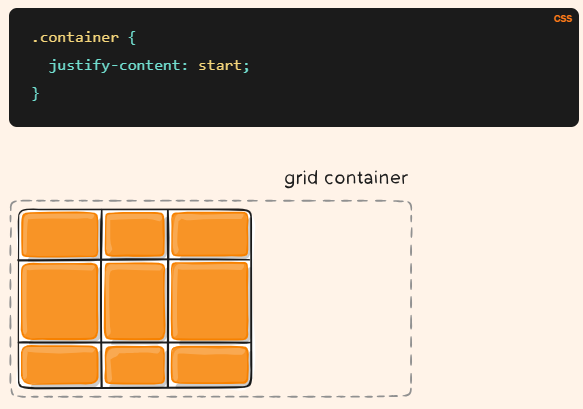 CSS
.container {
  justify-content: start;
}
grid container